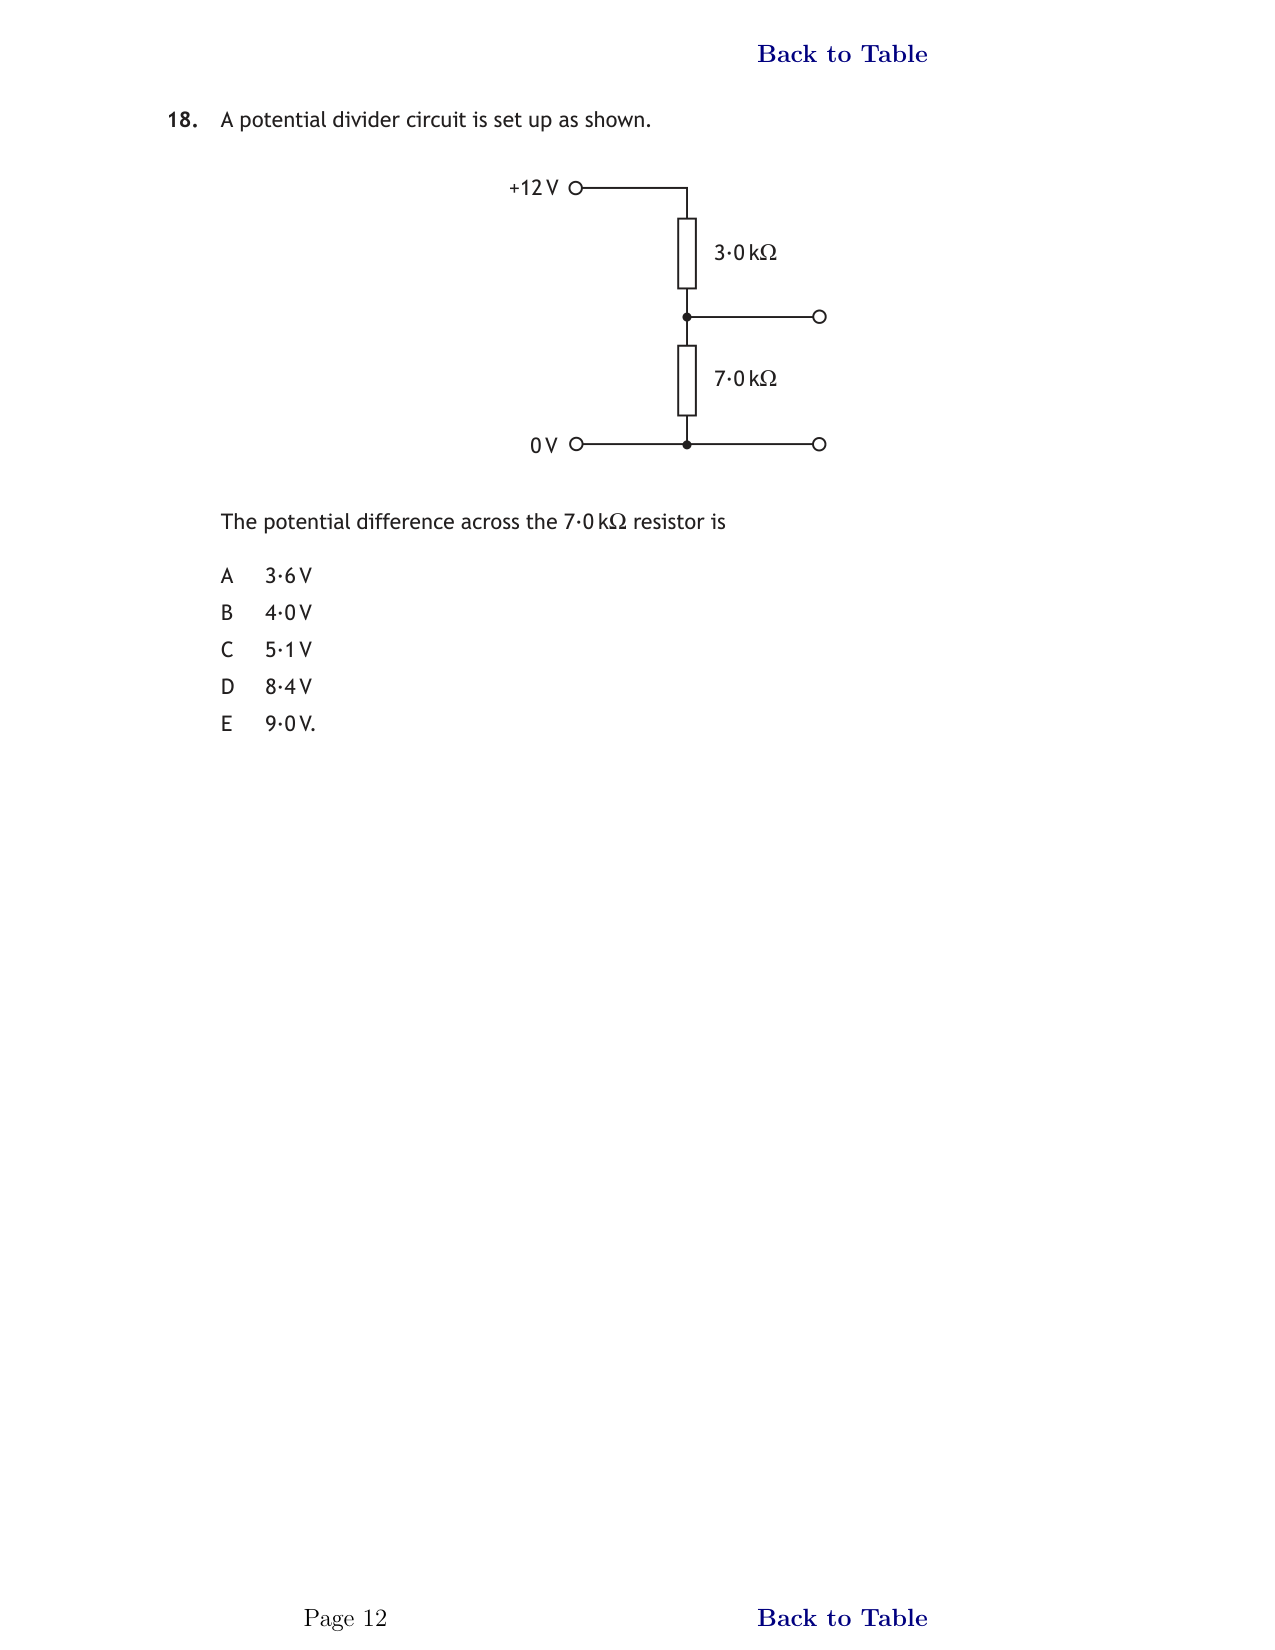 Back to Table
18. A potential divider circuit is set up as shown.
+12 V
3·0 kΩ
7·0 kΩ
0 V
The potential difference across the 7·0 kΩ resistor is
A 3·6 V
B 4·0 V
C 5·1 V
D 8·4 V
E 9·0 V.
Page 12
Back to Table